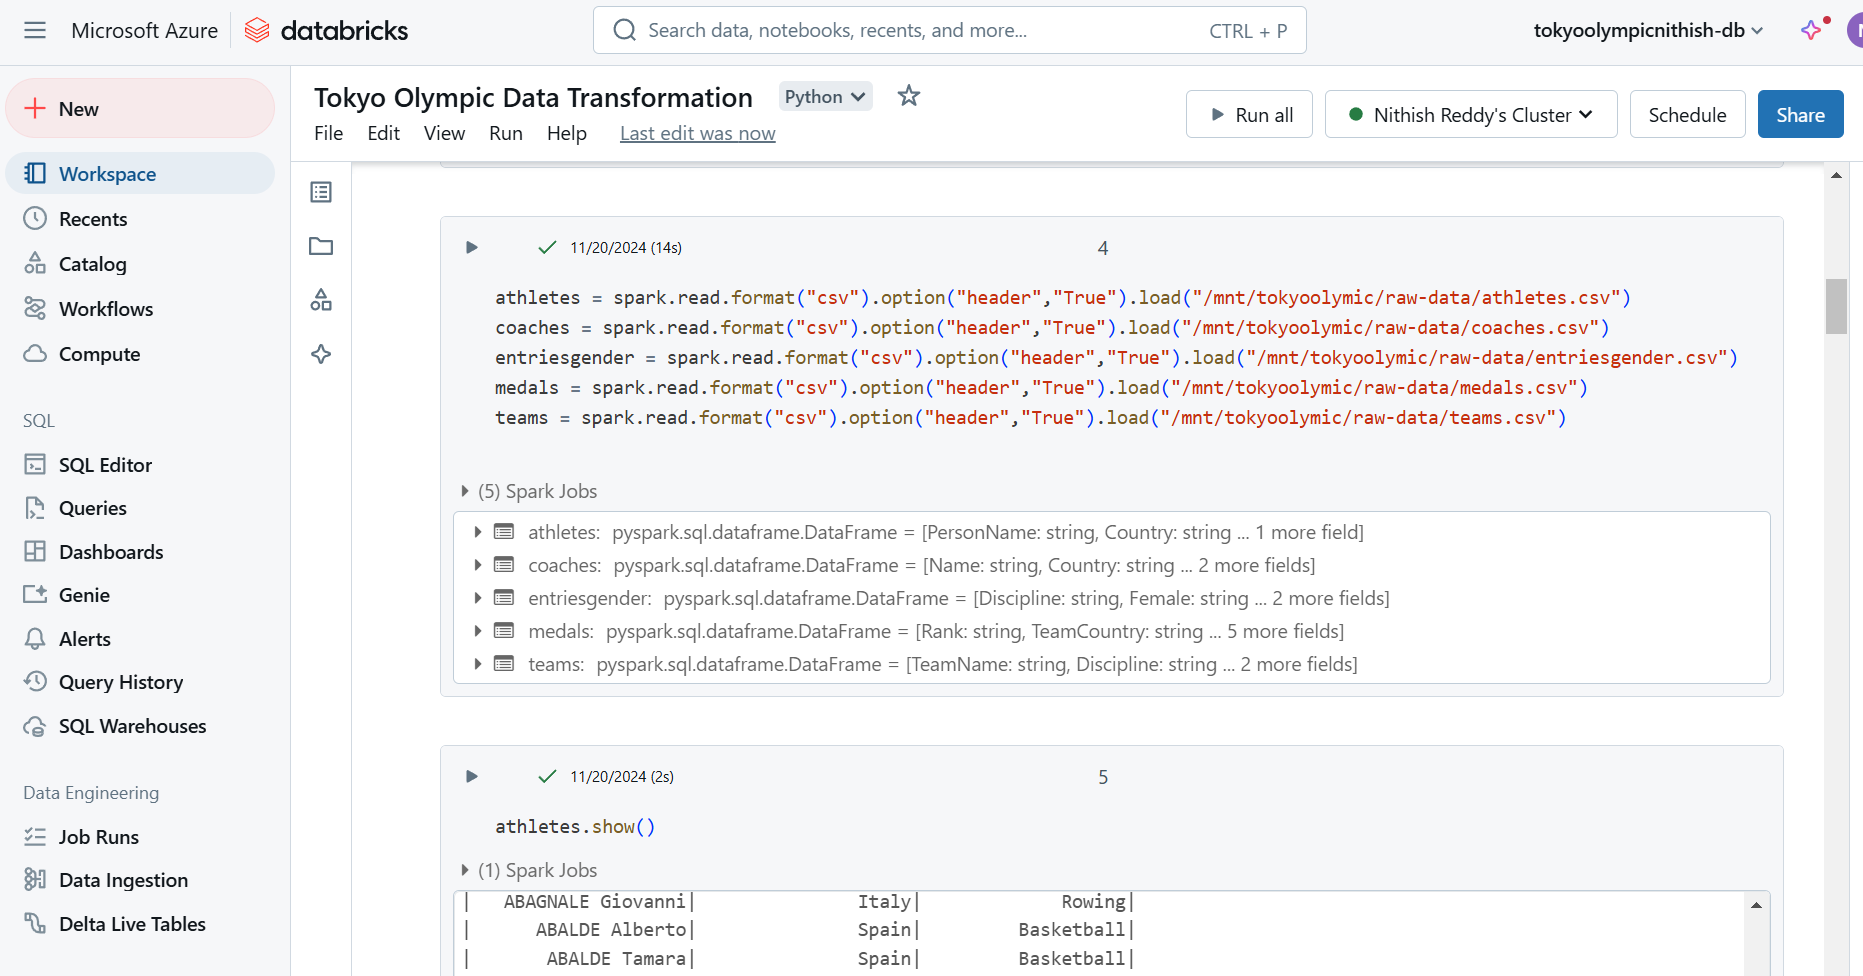 Microsoft Azure
databricks
Search data, notebooks, recents, and more...
CTRL + P
tokyoolympicnithish-db
New
Workspace
Recents
Catalog
Workflows
Compute
SQL
SQL Editor
Queries
Dashboards
Genie
Alerts
Query History
SQL Warehouses
Data Engineering
Job Runs
Data Ingestion
Delta Live Tables
Tokyo Olympic Data Transformation
Python
File Edit View Run Help Last edit was now
Run all
Nithish Reddy's Cluster
Schedule
Share
11/20/2024 (14s)
4
athletes = spark.read.format("csv").option("header","True").load("/mnt/tokyoolymic/raw-data/athletes.csv")
coaches = spark.read.format("csv").option("header","True").load("/mnt/tokyoolymic/raw-data/coaches.csv")
entriesgender = spark.read.format("csv").option("header","True").load("/mnt/tokyoolymic/raw-data/entriesgender.csv")
medals = spark.read.format("csv").option("header","True").load("/mnt/tokyoolymic/raw-data/medals.csv")
teams = spark.read.format("csv").option("header","True").load("/mnt/tokyoolymic/raw-data/teams.csv")
(5) Spark Jobs
athletes: pyspark.sql.dataframe.DataFrame = [PersonName: string, Country: string ... 1 more field]
coaches: pyspark.sql.dataframe.DataFrame = [Name: string, Country: string ... 2 more fields]
entriesgender: pyspark.sql.dataframe.DataFrame = [Discipline: string, Female: string ... 2 more fields]
medals: pyspark.sql.dataframe.DataFrame = [Rank: string, TeamCountry: string ... 5 more fields]
teams: pyspark.sql.dataframe.DataFrame = [TeamName: string, Discipline: string ... 2 more fields]
11/20/2024 (2s)
5
athletes.show()
(1) Spark Jobs
| ABAGNALE Giovanni| Italy| Rowing|
| ABALDE Alberto| Spain| Basketball|
| ABALDE Tamara| Spain| Basketball|